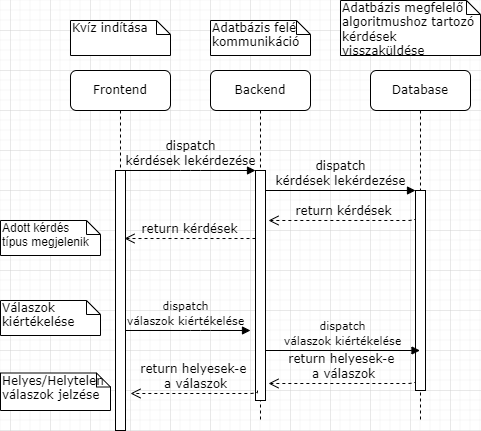 Kvíz indítása
Adatbázis felé
kommunikáció
Adatbázis megfelelő
algoritmushoz tartozó
kérdések
visszaküldése
Frontend
Backend
Database
dispatch
kérdések lekérdezése
dispatch
kérdések lekérdezése
return kérdések
return kérdések
Adott kérdés
típus megjelenik
Válaszok
kiértékelése
dispatch
válaszok kiértékelése
dispatch
válaszok kiértékelése
return helyesek-e
a válaszok
return helyesek-e
a válaszok
Helyes/Helytelen
válaszok jelzése